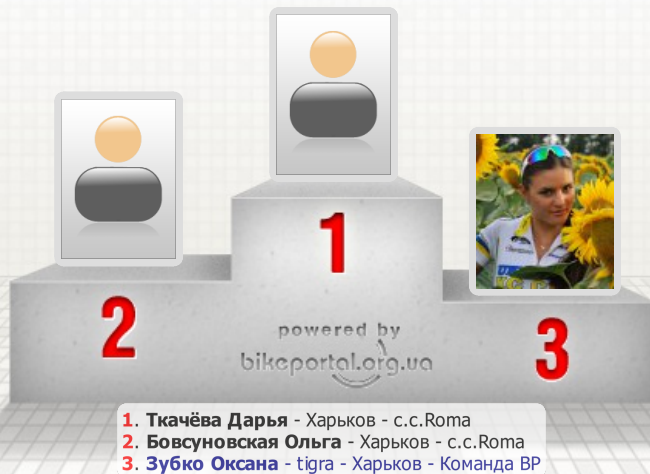 1
2
3
powered by
bikeportal.org.ua
1. Ткачёва Дарья - Харьков - с.с.Roma
2. Бовсуновская Ольга - Харьков - с.с.Roma
3. Зубко Оксана - tigra - Харьков - Команда BP